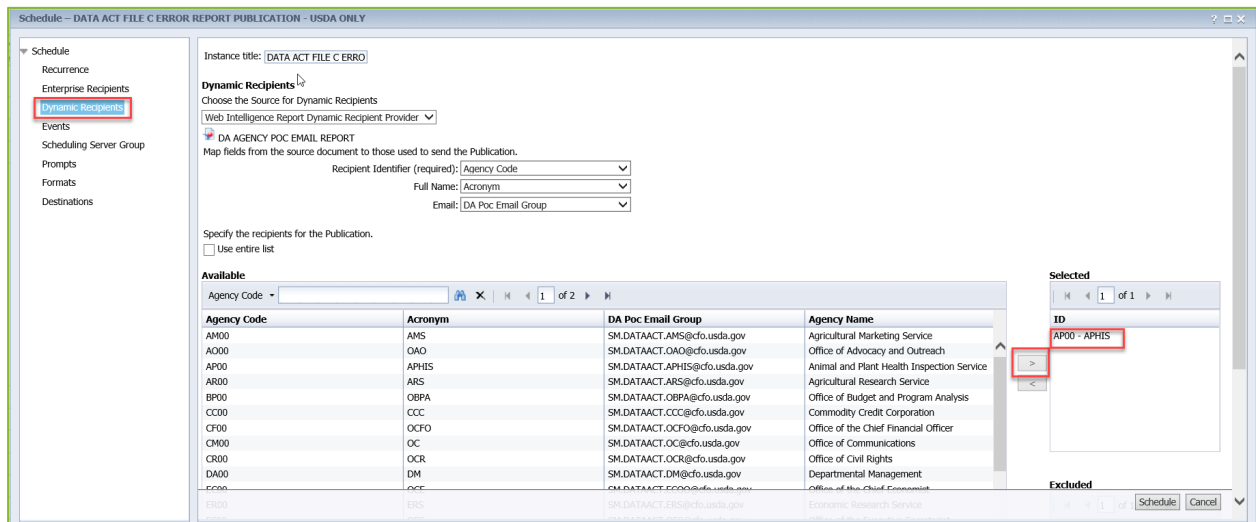 Schedule – DATA ACT FILE C ERROR REPORT PUBLICATION - USDA ONLY ?
Schedule
Recurrence
Enterprise Recipients
Dynamic Recipients
Events
Scheduling Server Group
Prompts
Formats
Destinations
Instance title: DATA ACT FILE C ERRO
Dynamic Recipients
Choose the Source for Dynamic Recipients
Web Intelligence Report Dynamic Recipient Provider
DA AGENCY POC EMAIL REPORT
Map fields from the source document to those used to send the Publication.
Recipient Identifier (required): Agency Code
Full Name: Acronym
Email: DA Poc Email Group
Specify the recipients for the Publication.
Use entire list
Available
Agency Code 1 of 2
Agency Code Acronym DA Poc Email Group Agency Name
AM00 AMS SM.DATAACT.AMS@cfo.usda.gov Agricultural Marketing Service
AO00 OAO SM.DATAACT.OAO@cfo.usda.gov Office of Advocacy and Outreach
AP00 APHIS SM.DATAACT.APHIS@cfo.usda.gov Animal and Plant Health Inspection Service
AR00 ARS SM.DATAACT.ARS@cfo.usda.gov Agricultural Research Service
BP00 OBPA SM.DATAACT.OBPA@cfo.usda.gov Office of Budget and Program Analysis
CC00 CCC SM.DATAACT.CCC@cfo.usda.gov Commodity Credit Corporation
CF00 OCFO SM.DATAACT.OCFO@cfo.usda.gov Office of the Chief Financial Officer
CM00 OC SM.DATAACT.OC@cfo.usda.gov Office of Communications
CR00 OCR SM.DATAACT.OCR@cfo.usda.gov Office of Civil Rights
DA00 DM SM.DATAACT.DM@cfo.usda.gov Departmental Management
Office of the Chief Economist
ER00 ERS SM.DATAACT.ERS@cfo.usda.gov Economic Research Service
>
<
Selected
1 of 1
ID
AP00 - APHIS
Excluded
1 of
Schedule Cancel